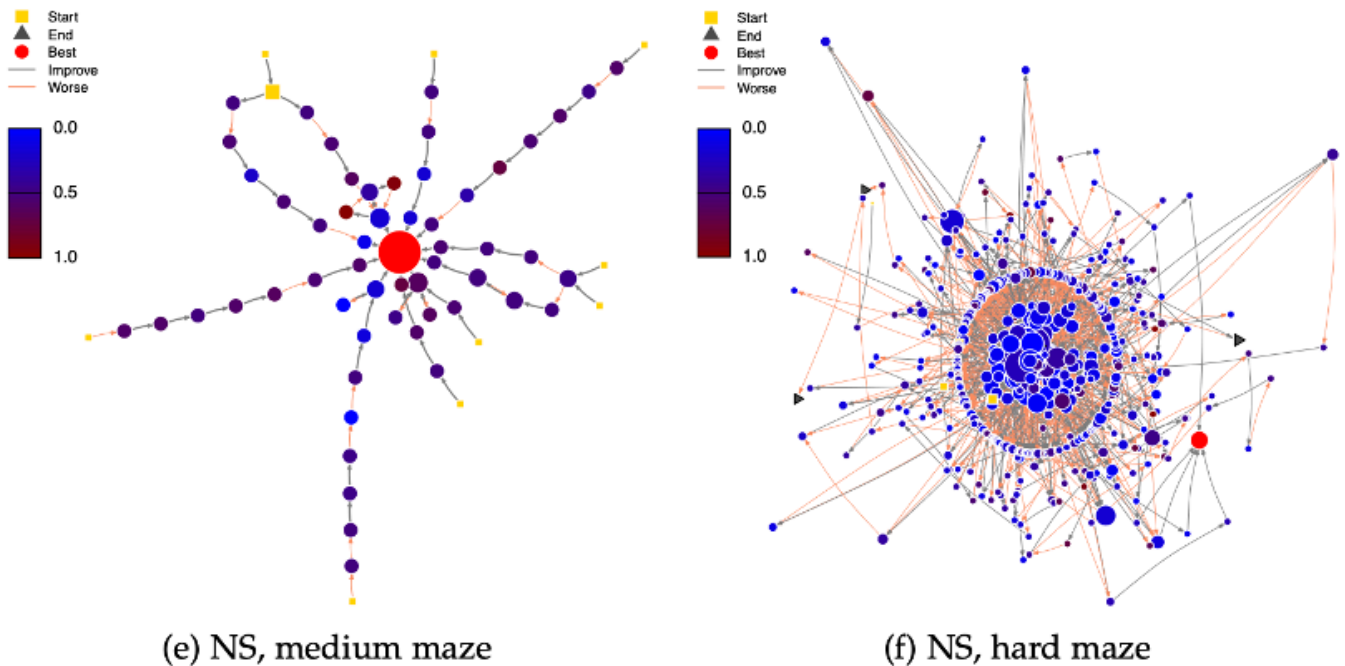 Start
End
Best
Improve
Worse
0.0
0.5
1.0
(e) NS, medium maze
Start
End
Best
Improve
Worse
0.0
0.5
1.0
(f) NS, hard maze